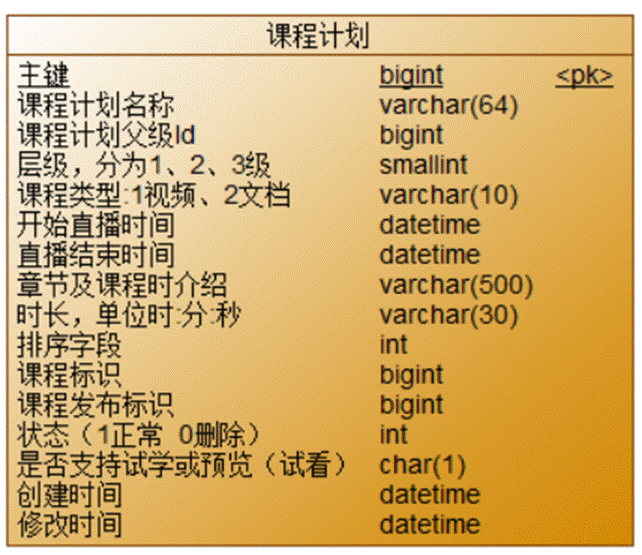 课程计划
主键 bigint <pk>
课程计划名称 varchar(64)
课程计划父级Id bigint
层级，分为1、2、3级 smallint
课程类型:1视频、2文档 varchar(10)
开始直播时间 datetime
直播结束时间 datetime
章节及课程时介绍 varchar(500)
时长，单位时:分:秒 varchar(30)
排序字段 int
课程标识 bigint
课程发布标识 bigint
状态（1正常 0删除） int
是否支持试学或预览（试看） char(1)
创建时间 datetime
修改时间 datetime